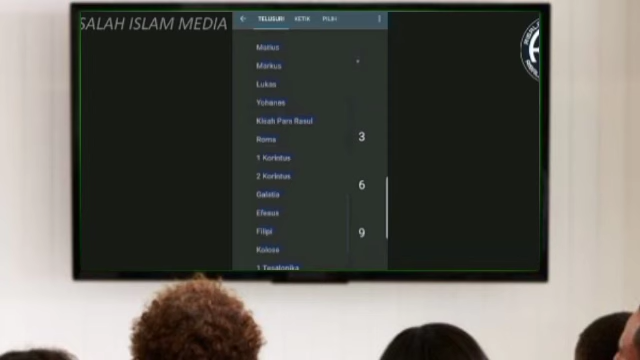 SALAH ISLAM MEDIA
TELUSURI KETIK PILIH
Matius
Markus
Lukas
Yohanes
Kisah Para Rasul
Roma
1 Korintus
2 Korintus
Galatia
Efesus
Filipi
Kolose
1 Tesalonika
3
6
9